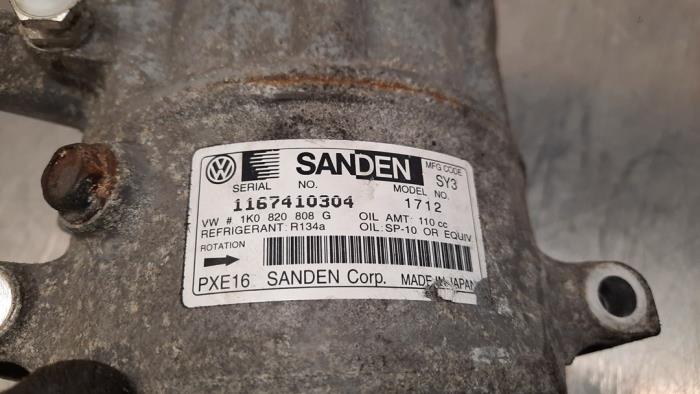 VW SANDEN MFG CODE
SERIAL NO. MODEL NO. SY3
1167410304 1712
VW # 1K0 820 808 G OIL AMT: 110 cc
REFRIGERANT: R134a OIL: SP-10 OR EQUIV
ROTATION
PXE16 SANDEN Corp. MADE IN JAPAN